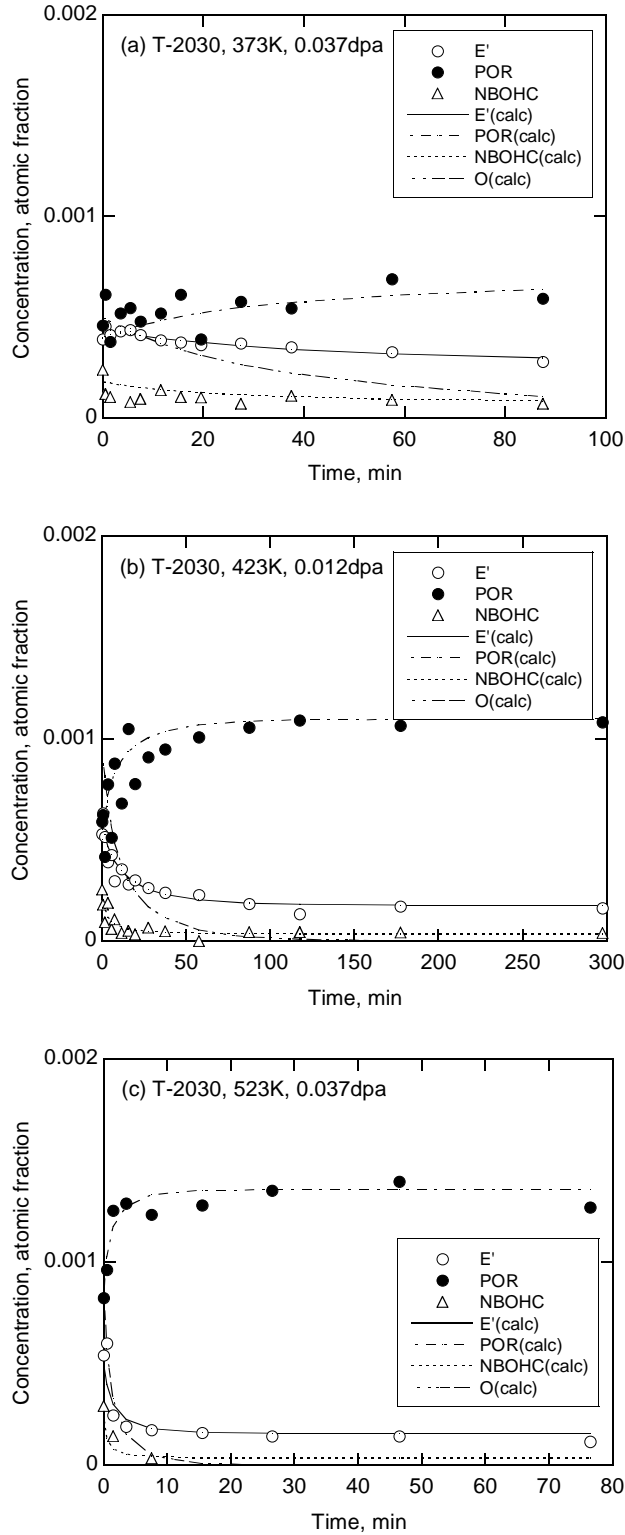 (a) T-2030, 373K, 0.037dpa
E'
POR
NBOHC
E'(calc)
POR(calc)
NBOHC(calc)
O(calc)
0.002
0.001
0
Concentration, atomic fraction
0
20
40
60
80
100
Time, min
(b) T-2030, 423K, 0.012dpa
E'
POR
NBOHC
E'(calc)
POR(calc)
NBOHC(calc)
O(calc)
0.002
0.001
0
Concentration, atomic fraction
0
50
100
150
200
250
300
Time, min
(c) T-2030, 523K, 0.037dpa
E'
POR
NBOHC
E'(calc)
POR(calc)
NBOHC(calc)
O(calc)
0.002
0.001
0
Concentration, atomic fraction
0
10
20
30
40
50
60
70
80
Time, min